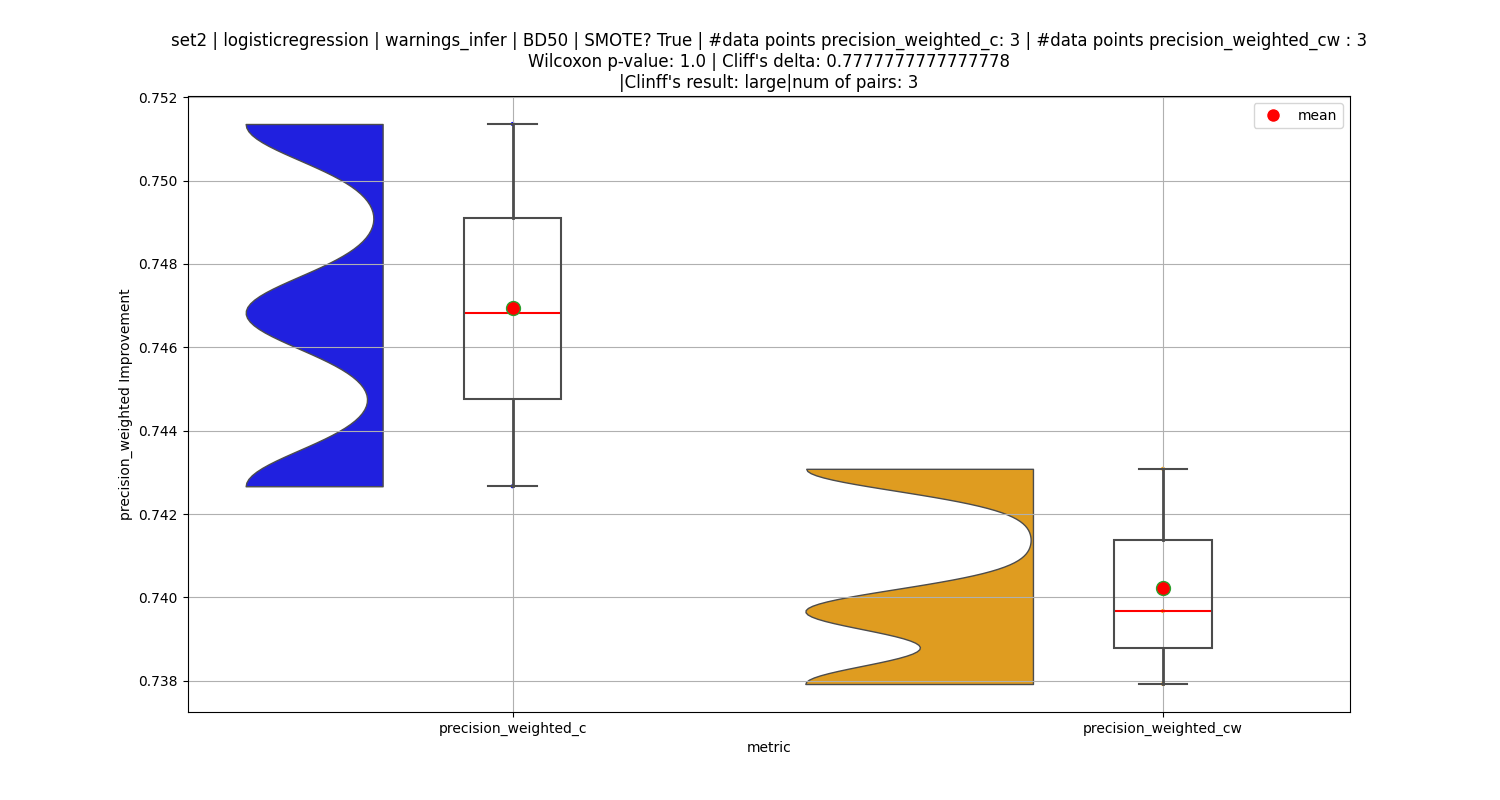 set2 | logisticregression | warnings_infer | BD50 | SMOTE? True | #data points precision_weighted_c: 3 | #data points precision_weighted_cw : 3
Wilcoxon p-value: 1.0 | Cliff's delta: 0.7777777777777778
|Clinff's result: large|num of pairs: 3
mean
0.752
0.750
0.748
0.746
0.744
0.742
0.740
0.738
precision_weighted Improvement
precision_weighted_c
precision_weighted_cw
metric